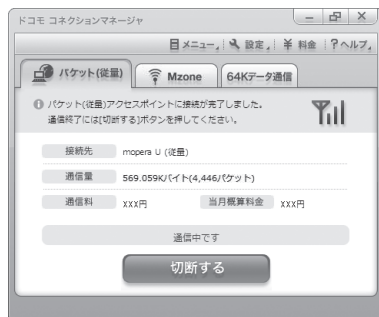 ドコモ コネクションマネージャ
メニュー 設定 ¥ 料金 ?ヘルプ
パケット(従量) Mzone 64Kデータ通信
パケット(従量)アクセスポイントに接続が完了しました。
通信終了には[切断する]ボタンを押してください。
接続先 mopera U (従量)
通信量 569.059Kバイト(4,446パケット)
通信料 xxx円 当月概算料金 xxx円
通信中です
切断する